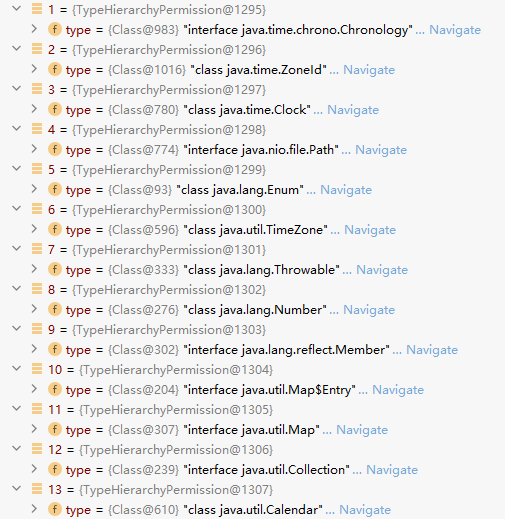 1 = {TypeHierarchyPermission@1295}
f type = {Class@983} "interface java.time.chrono.Chronology"... Navigate
2 = {TypeHierarchyPermission@1296}
f type = {Class@1016} "class java.time.ZoneId"... Navigate
3 = {TypeHierarchyPermission@1297}
f type = {Class@780} "class java.time.Clock"... Navigate
4 = {TypeHierarchyPermission@1298}
f type = {Class@774} "interface java.nio.file.Path"... Navigate
5 = {TypeHierarchyPermission@1299}
f type = {Class@93} "class java.lang.Enum"... Navigate
6 = {TypeHierarchyPermission@1300}
f type = {Class@596} "class java.util.TimeZone"... Navigate
7 = {TypeHierarchyPermission@1301}
f type = {Class@333} "class java.lang.Throwable"... Navigate
8 = {TypeHierarchyPermission@1302}
f type = {Class@276} "class java.lang.Number"... Navigate
9 = {TypeHierarchyPermission@1303}
f type = {Class@302} "interface java.lang.reflect.Member"... Navigate
10 = {TypeHierarchyPermission@1304}
f type = {Class@204} "interface java.util.Map$Entry"... Navigate
11 = {TypeHierarchyPermission@1305}
f type = {Class@307} "interface java.util.Map"... Navigate
12 = {TypeHierarchyPermission@1306}
f type = {Class@239} "interface java.util.Collection"... Navigate
13 = {TypeHierarchyPermission@1307}
f type = {Class@610} "class java.util.Calendar"... Navigate